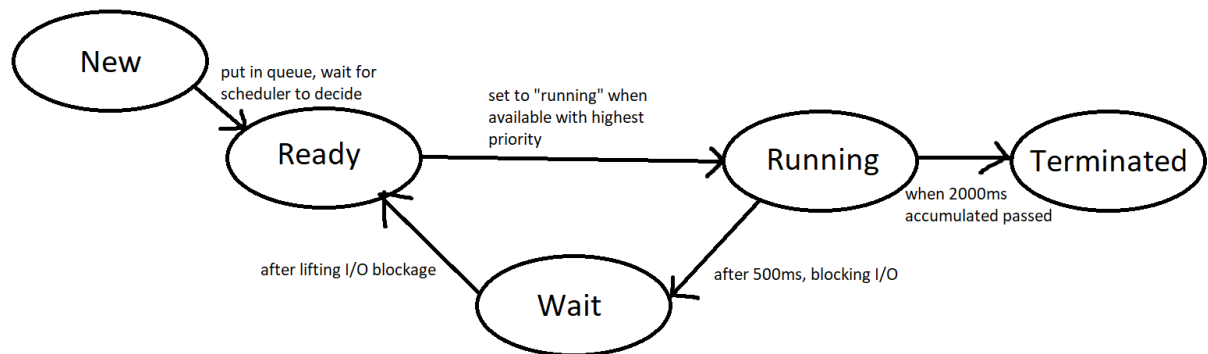 New
put in queue, wait for
scheduler to decide
Ready
set to "running" when
available with highest
priority
Running
Terminated
when 2000ms
accumulated passed
after lifting I/O blockage
after 500ms, blocking I/O
Wait